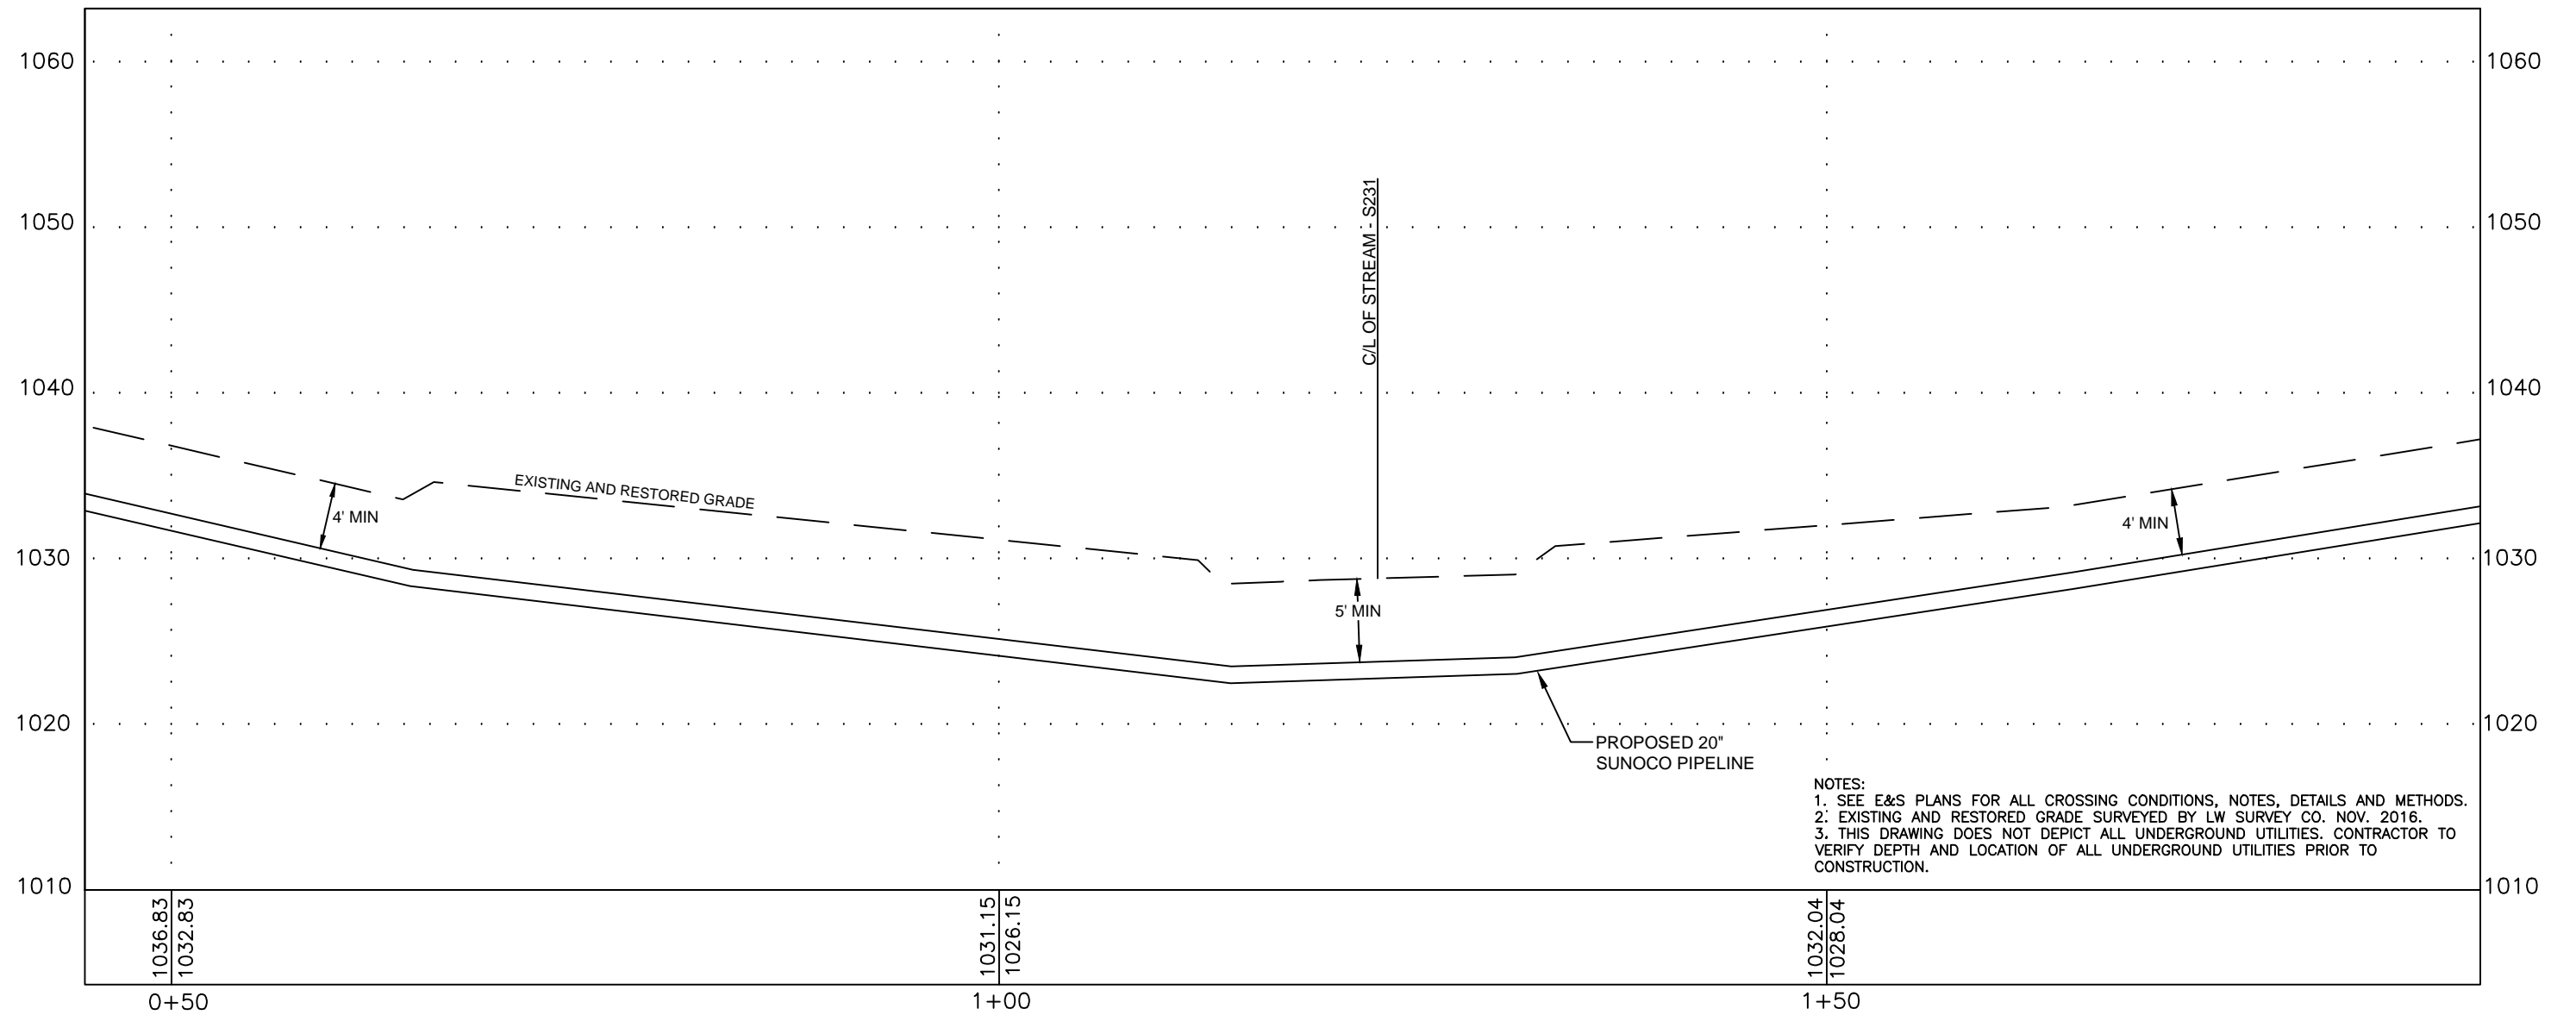 1060
1060
1050
1050
C/L OF STREAM - S231
1040
1040
EXISTING AND RESTORED GRADE
4' MIN
4' MIN
1030
1030
5' MIN
1020
1020
PROPOSED 20"
SUNOCO PIPELINE
NOTES:
1. SEE E&S PLANS FOR ALL CROSSING CONDITIONS, NOTES, DETAILS AND METHODS.
2. EXISTING AND RESTORED GRADE SURVEYED BY LW SURVEY CO. NOV. 2016.
3. THIS DRAWING DOES NOT DEPICT ALL UNDERGROUND UTILITIES. CONTRACTOR TO
VERIFY DEPTH AND LOCATION OF ALL UNDERGROUND UTILITIES PRIOR TO
CONSTRUCTION.
1010
1010
1036.83
1032.83
1031.15
1026.15
1032.04
1028.04
0+50
1+00
1+50